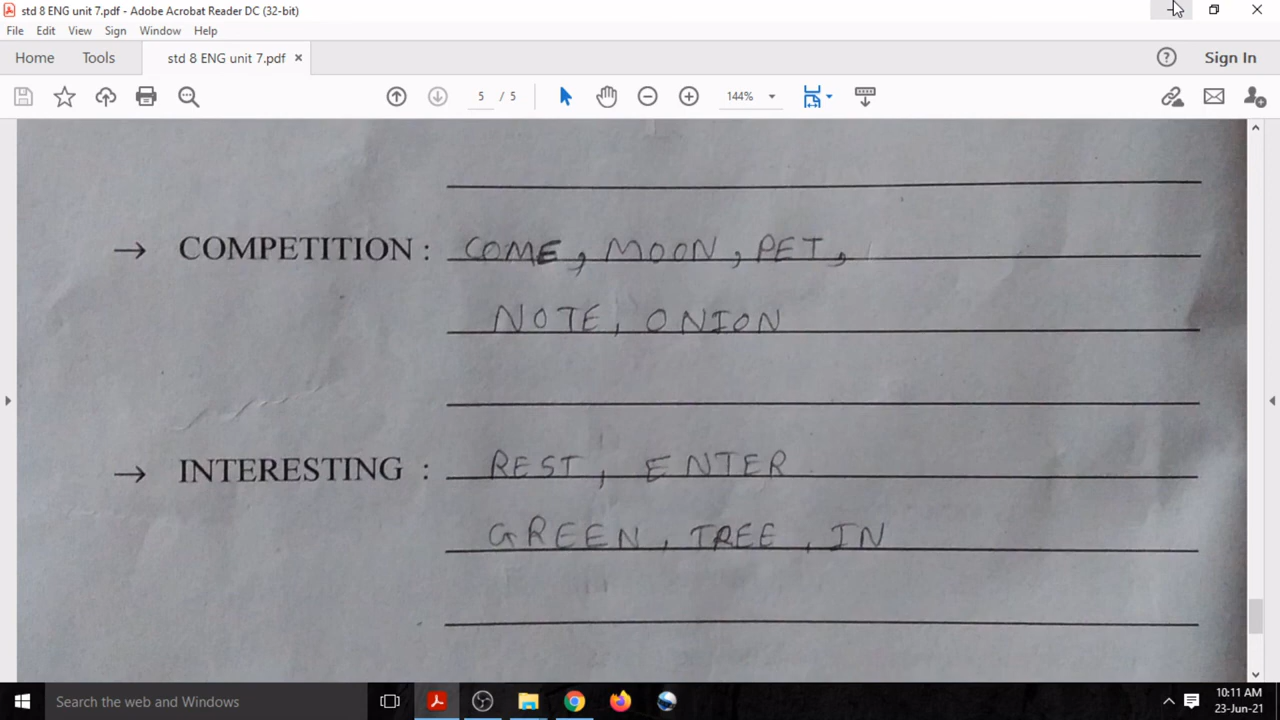 std 8 ENG unit 7.pdf - Adobe Acrobat Reader DC (32-bit)
File Edit View Sign Window Help
Home Tools std 8 ENG unit 7.pdf × ? Sign In
5 / 5 144%
→ COMPETITION : COME, MOON, PET,
NOTE, ONION
→ INTERESTING : REST, ENTER
GREEN, TREE, IN
Search the web and Windows
10:11 AM
23-Jun-21